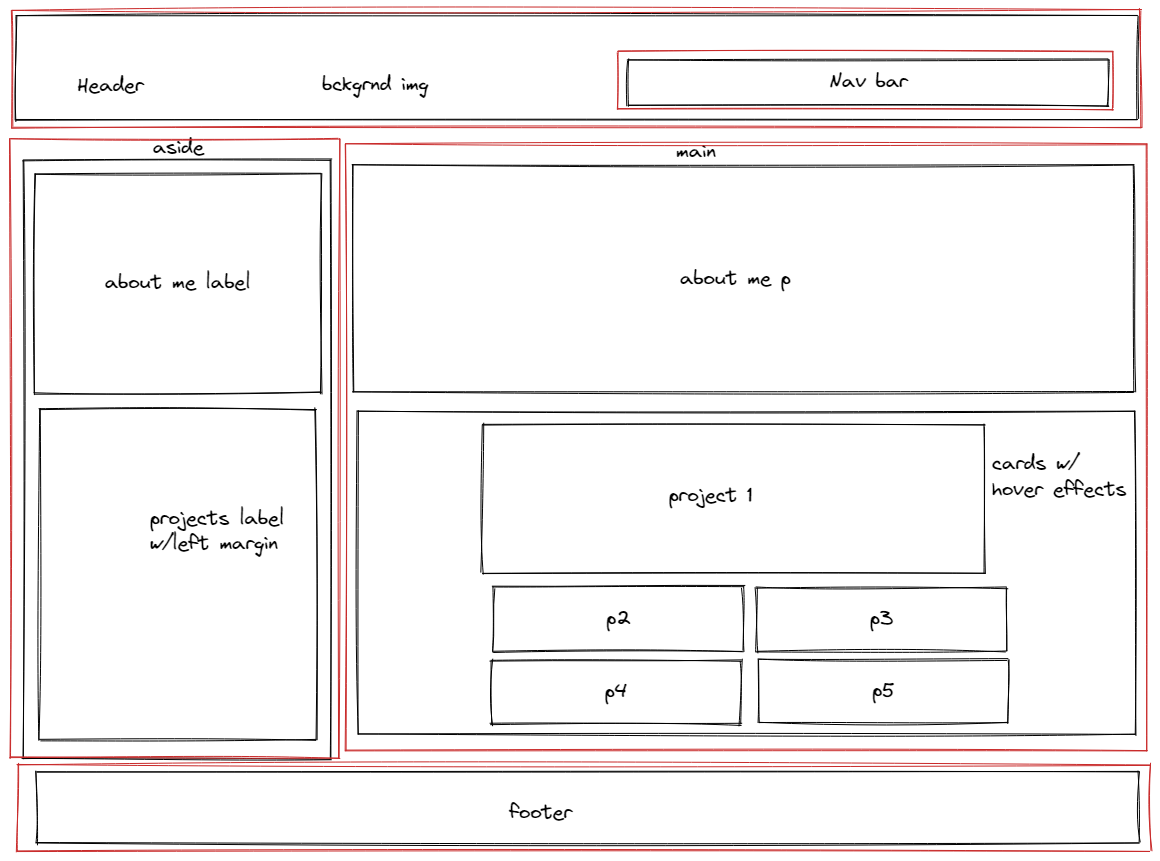 Header
bckgrnd img
Nav bar
aside
main
about me label
about me p
projects label
w/left margin
project 1
cards w/
hover effects
p2
p3
p4
p5
footer